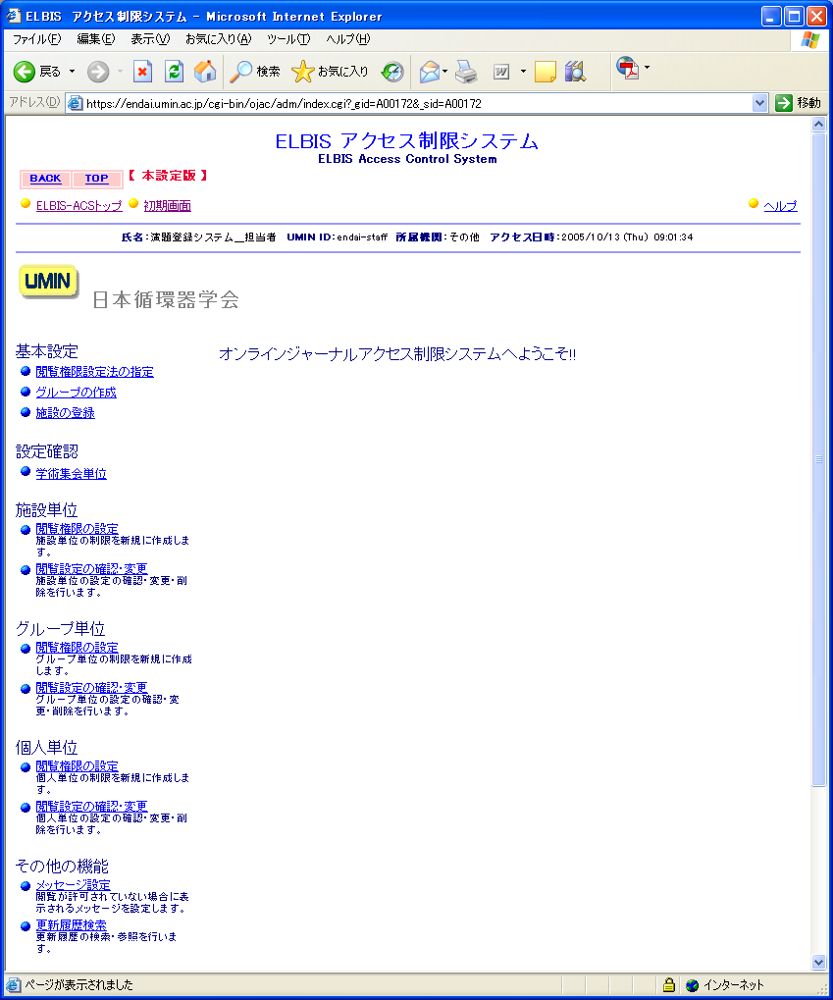 ELBIS アクセス制限システム - Microsoft Internet Explorer
ファイル(F) 編集(E) 表示(V) お気に入り(A) ツール(T) ヘルプ(H)
戻る 検索 お気に入り
アドレス(D) https://endai.umin.ac.jp/cgi-bin/ojac/adm/index.cgi?_gid=A00172&_sid=A00172 移動
ELBIS アクセス制限システム
ELBIS Access Control System
BACK TOP 【 本設定版 】
ELBIS-ACSトップ 初期画面 ヘルプ
氏名:演題登録システム__担当者 UMIN ID:endai-staff 所属機関:その他 アクセス日時:2005/10/13 (Thu) 09:01:34
UMIN 日本循環器学会
オンラインジャーナルアクセス制限システムへようこそ!!
基本設定
閲覧権限設定法の指定
グループの作成
施設の登録
設定確認
学術集会単位
施設単位
閲覧権限の設定
施設単位の制限を新規に作成しま
す。
閲覧設定の確認・変更
施設単位の設定の確認・変更・削
除を行います。
グループ単位
閲覧権限の設定
グループ単位の制限を新規に作成
します。
閲覧設定の確認・変更
グループ単位の設定の確認・変
更・削除を行います。
個人単位
閲覧権限の設定
個人単位の制限を新規に作成しま
す。
閲覧設定の確認・変更
個人単位の設定の確認・変更・削
除を行います。
その他の機能
メッセージ設定
閲覧が許可されていない場合に表
示されるメッセージを設定します。
更新履歴検索
更新履歴の検索・参照を行いま
す。
ページが表示されました インターネット